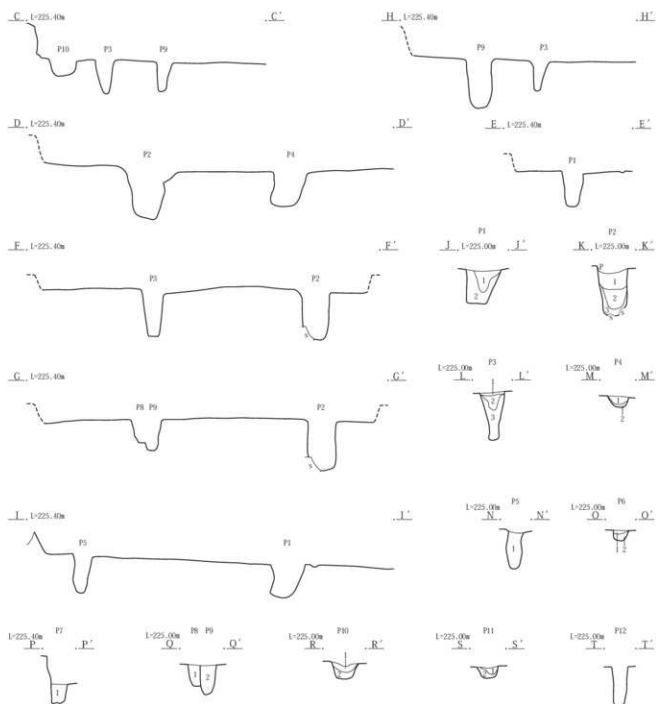 C L=225.40m C′
P10 P3 P9
H L=225.40m H′
P9 P3
D L=225.40m D′
P2 P4
E L=225.40m E′
P1
F L=225.40m F′
P3 P2
S
P1
J L=225.00m J′
1
2
P2
K L=225.00m K′
P
1
2
S S
G L=225.40m G′
P8 P9 P2
S
P3
L=225.00m
L L′
1
2
3
P4
L=225.00m
M M′
1
2
I L=225.40m I′
P5 P1
P5
L=225.00m
N N′
1
P6
L=225.00m
O O′
1 2
P7
L=225.40m
P P′
1
P8 P9
L=225.00m
Q Q′
1 2
P10
L=225.00m
R R′
1
2
P11
L=225.00m
S S′
P12
L=225.00m
T T′